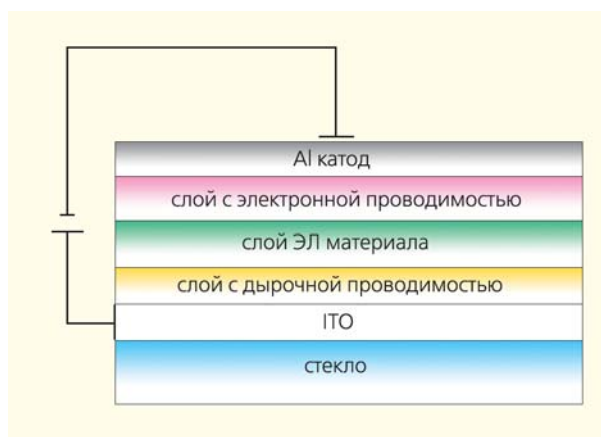 Al катод
слой с электронной проводимостью
слой ЭЛ материала
слой с дырочной проводимостью
ITO
стекло